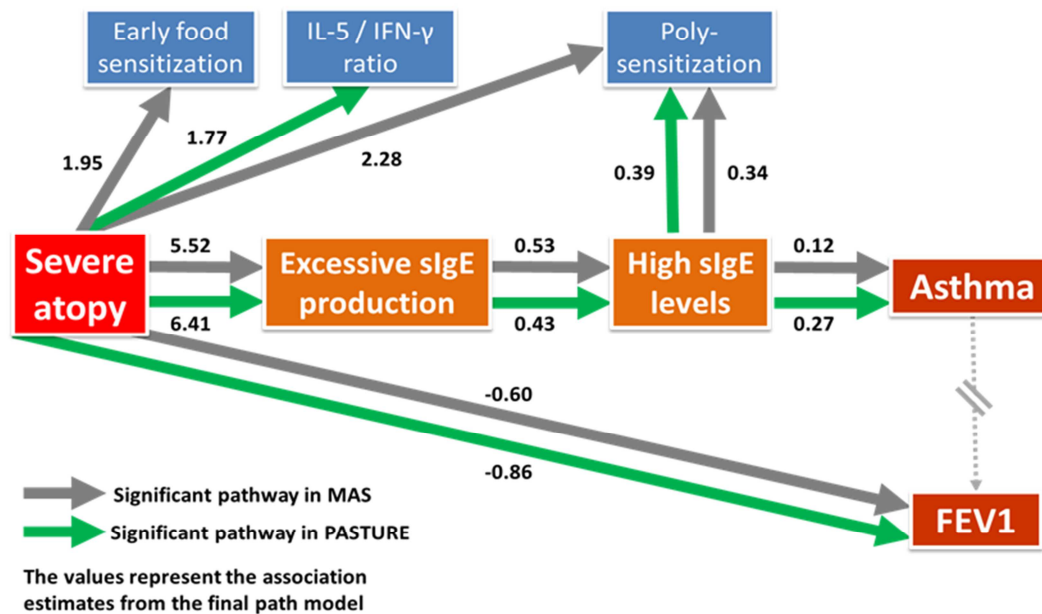 Early food
sensitization
IL-5 / IFN-γ
ratio
Poly-
sensitization
1.95
1.77
2.28
0.39
0.34
Severe
atopy
5.52
6.41
Excessive sIgE
production
0.53
0.43
High sIgE
levels
0.12
0.27
Asthma
-0.60
-0.86
Significant pathway in MAS
Significant pathway in PASTURE
FEV1
The values represent the association
estimates from the final path model